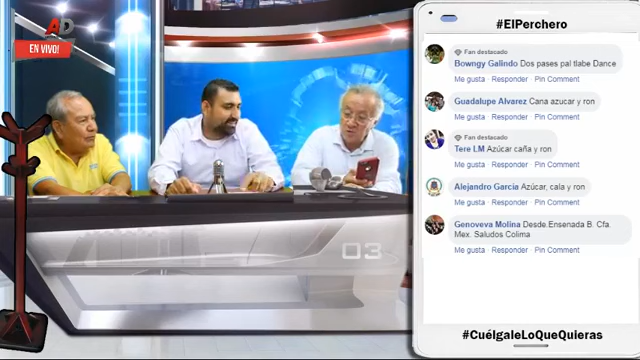 AD
EN VIVO!
03
#ElPerchero
Fan destacado
Bowngy Galindo Dos pases pal tlabe Dance
Me gusta · Responder · Pin Comment
Guadalupe Alvarez Cana azucar y ron
Me gusta · Responder · Pin Comment
Fan destacado
Tere LM Azúcar caña y ron
Me gusta · Responder · Pin Comment
Alejandro García Azúcar, cala y ron
Me gusta · Responder · Pin Comment
Genoveva Molina Desde.Ensenada B. Cfa.
Mex. Saludos Colima
Me gusta · Responder · Pin Comment
#CuélgaleLoQueQuieras